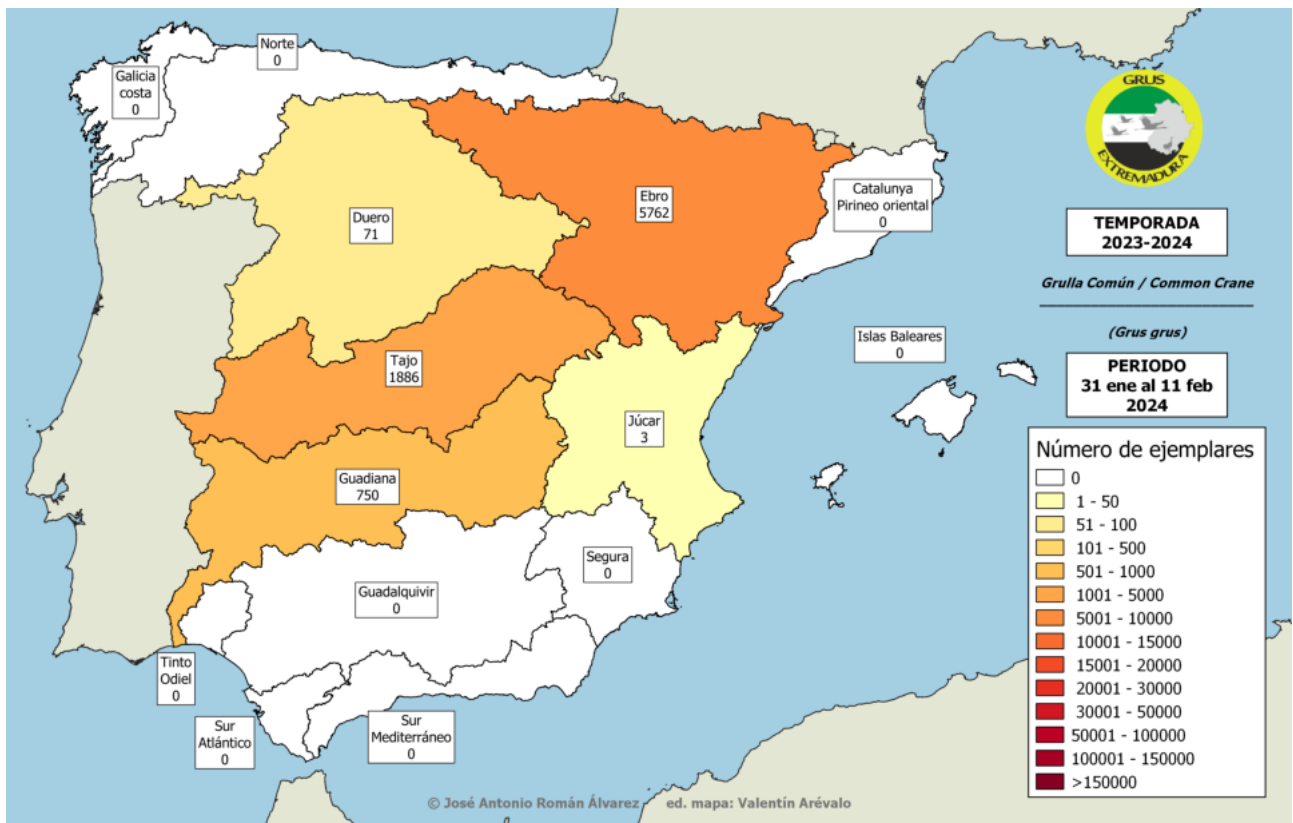 Norte
0
Galicia
costa
0
GRUS
EXTREMADURA
Ebro
5762
Catalunya
Pirineo oriental
0
Duero
71
TEMPORADA
2023-2024
Grulla Común / Common Crane
(Grus grus)
Islas Baleares
0
Tajo
1886
PERIODO
31 ene al 11 feb
2024
Júcar
3
Guadiana
750
Segura
0
Guadalquivir
0
Tinto
Odiel
0
Sur
Atlántico
0
Sur
Mediterráneo
0
Número de ejemplares
0
1 - 50
51 - 100
101 - 500
501 - 1000
1001 - 5000
5001 - 10000
10001 - 15000
15001 - 20000
20001 - 30000
30001 - 50000
50001 - 100000
100001 - 150000
>150000
© José Antonio Román Álvarez ed. mapa: Valentín Arévalo